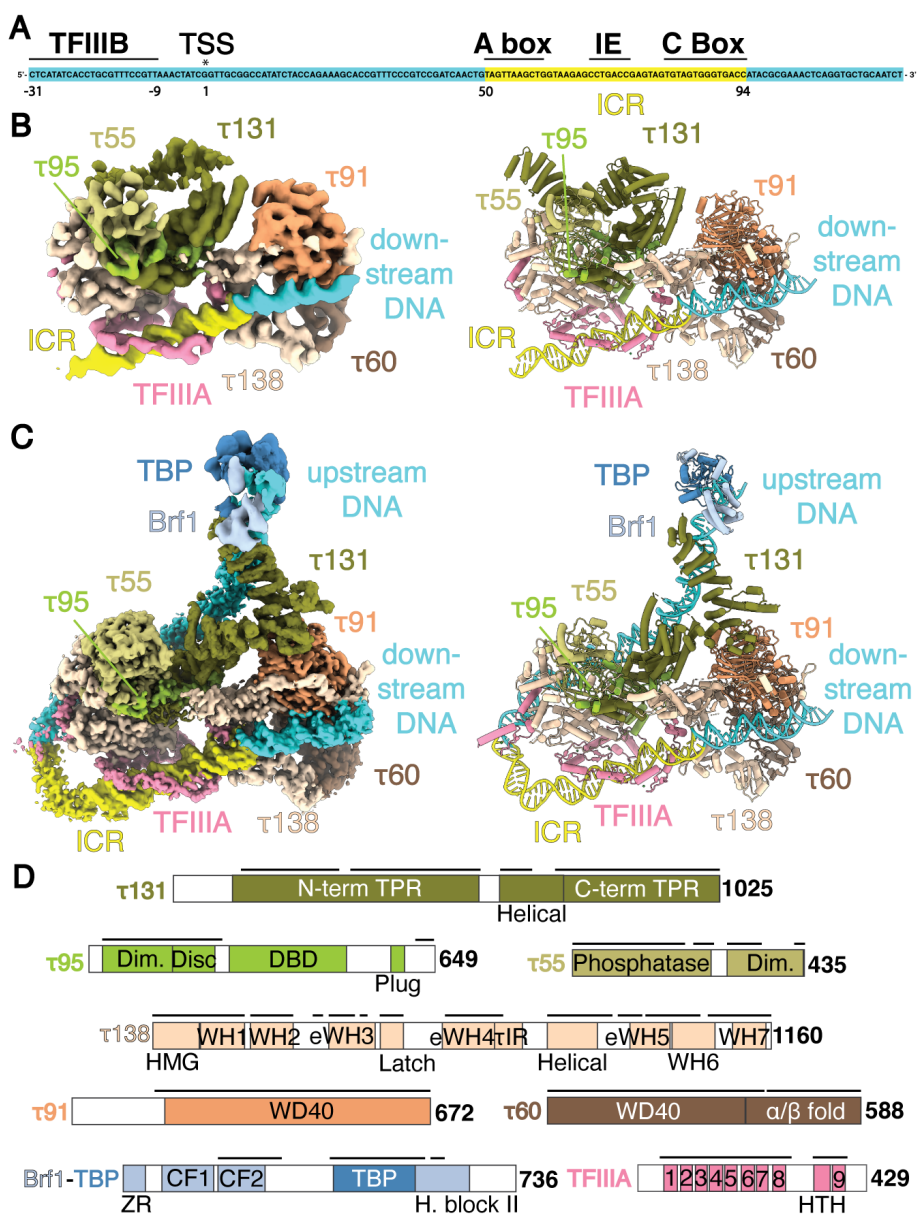 A
TFIIIB TSS A box IE C Box
*
5'- CTCATATCACCTGCGTTTCCGTTAAACTATCGGTTGCGGCCATATCTACCAGAAAGCACCGTTTCCCGTCCGATCAACTGTAGTTAAGCTGGTAAGAGCCTGACCGAGTAGTGTAGTGGGTGACCATACGCGAAACTCAGGTGCTGCAATCT - 3'
-31 -9 1 50 ICR 94
B
τ55 τ131
τ95
τ91
down-
stream
DNA
ICR
TFIIIA
τ138
τ60
τ131
τ95
τ55
τ91
down-
stream
DNA
ICR
TFIIIA
τ138
τ60
C
TBP
upstream
DNA
Brf1
τ131
τ55
τ95
τ91
down-
stream
DNA
τ60
TFIIIA
τ138
ICR
TBP
upstream
DNA
Brf1
τ131
τ55
τ95
τ91
down-
stream
DNA
τ60
TFIIIA
τ138
ICR
D
τ131 N-term TPR C-term TPR 1025
Helical
τ95 Dim. Disc DBD 649
Plug
τ55 Phosphatase Dim. 435
τ138 WH1 WH2 eWH3 eWH4 τIR eWH5 WH7 1160
HMG Latch Helical WH6
τ91 WD40 672
τ60 WD40 α/β fold 588
Brf1-TBP CF1 CF2 TBP 736
ZR H. block II
TFIIIA 1 2 3 4 5 6 7 8 9 429
HTH